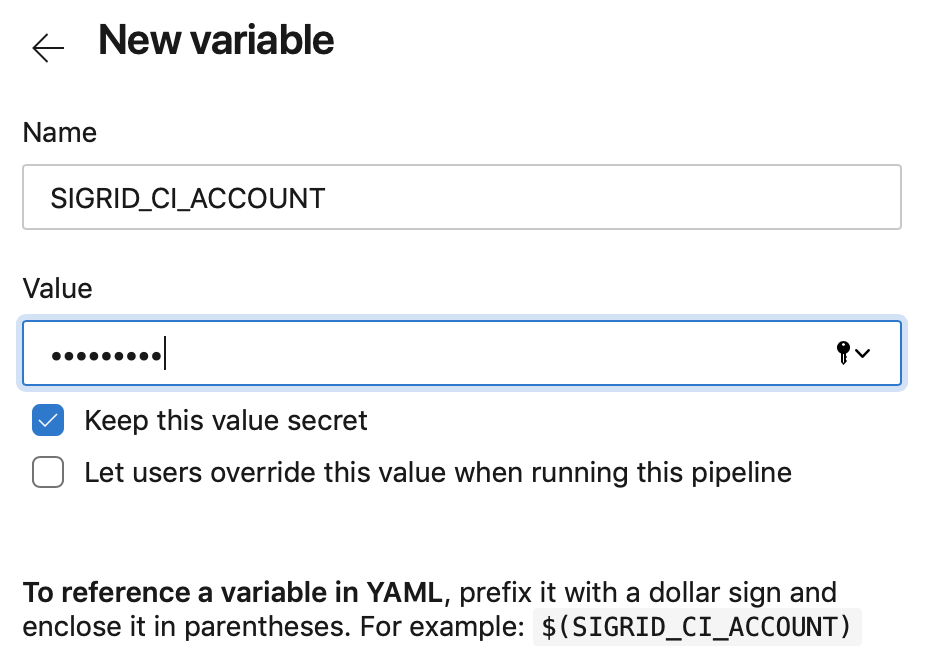 New variable
Name
SIGRID_CI_ACCOUNT
Value
•••••••••
Keep this value secret
Let users override this value when running this pipeline
To reference a variable in YAML, prefix it with a dollar sign and
enclose it in parentheses. For example: $(SIGRID_CI_ACCOUNT)